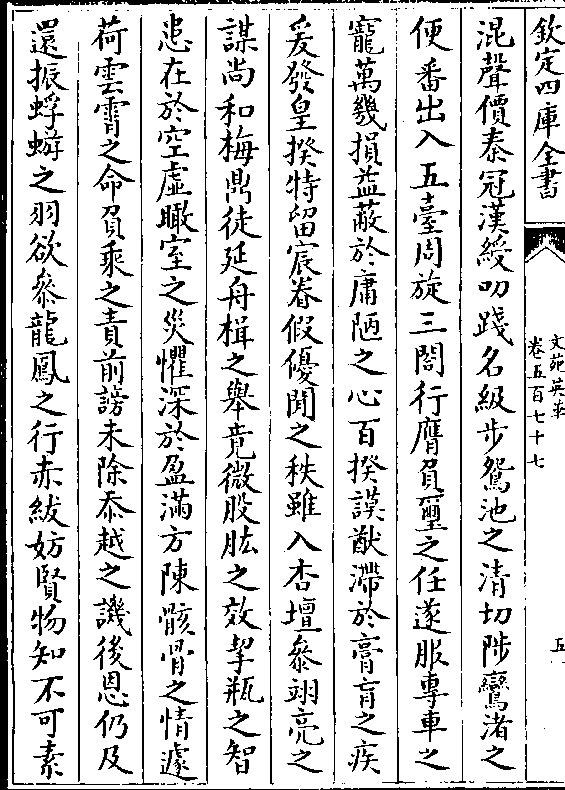 欽定四庫全書
文苑英華
卷五百七十七
五
混聲價秦冠漢綬叨踐名級步鴛池之清切陟鸞渚之
便番出入五臺周旋三閤行膺負璽之任遂服專車之
寵萬幾損益蔽於庸陋之心百揆謨猷滯於膏肓之疾
爰發皇揆特留宸眷假優閒之秩雖入杏壇叅翊亮之
謀尚和梅鼎徒延舟楫之舉竟微股肱之效挈瓶之智
患在於空虛瞰室之災懼深於盈滿方陳骸骨之情遽
荷雲霄之命負乘之責前謗未除忝越之譏後恩仍及
還振蜉蝣之羽欲叅龍鳳之行赤紱妨賢物知不可素